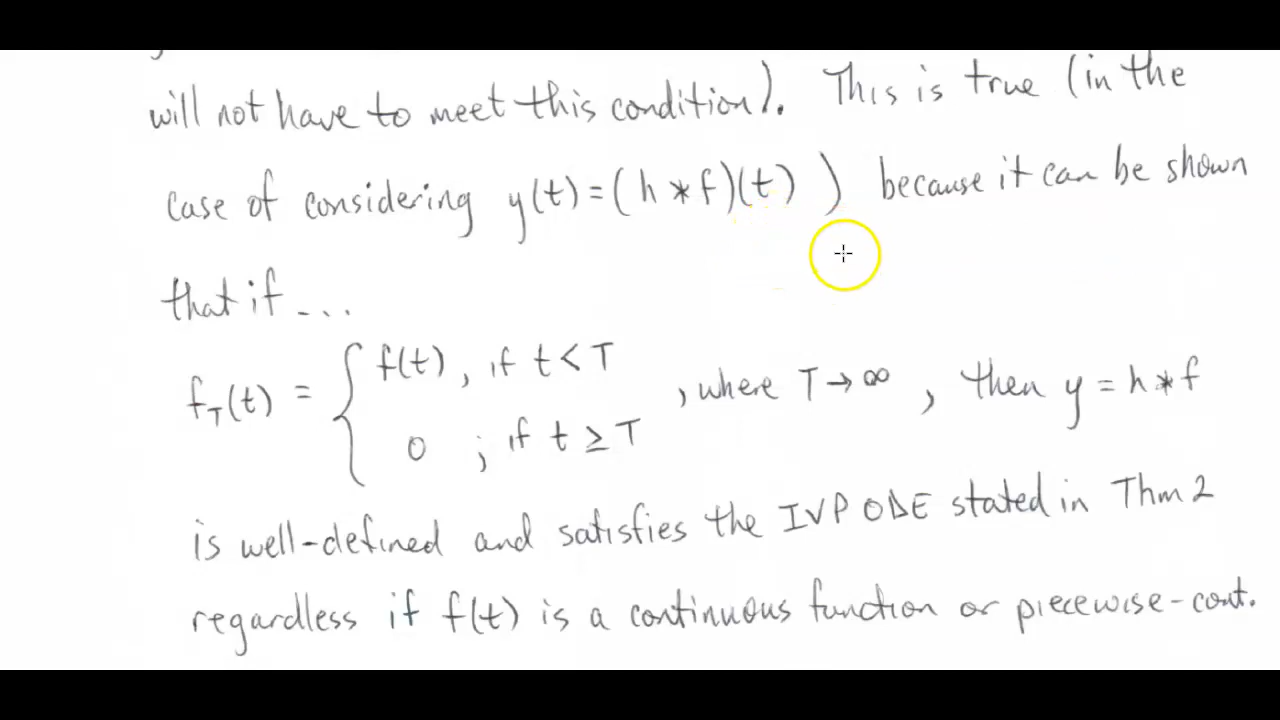 will not have to meet this condition). This is true (in the
case of considering y(t) = (h * f)(t) ) because it can be shown
that if ...
f_T(t) = { f(t) , if t < T
0 ; if t ≥ T
, where T → ∞ , then y = h * f
is well-defined and satisfies the IVP ODE stated in Thm 2
regardless if f(t) is a continuous function or piecewise-cont.